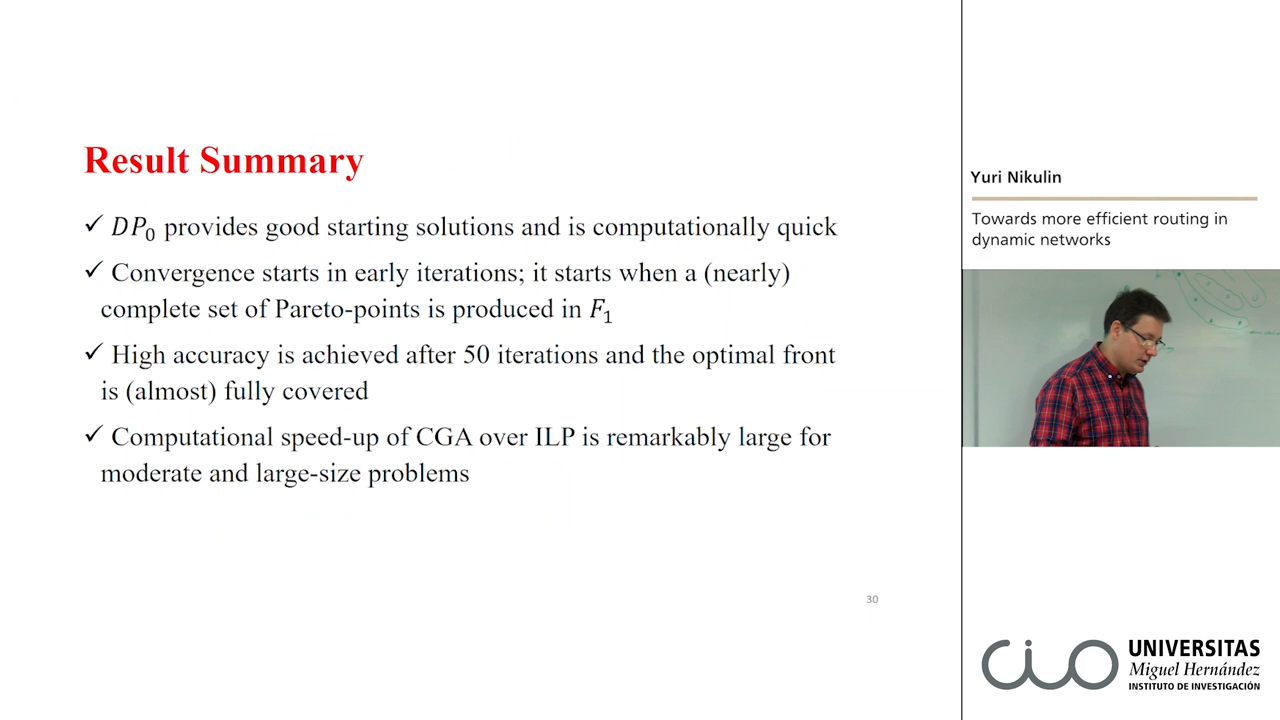 Result Summary
✓ DP₀ provides good starting solutions and is computationally quick
✓ Convergence starts in early iterations; it starts when a (nearly)
complete set of Pareto-points is produced in F₁
✓ High accuracy is achieved after 50 iterations and the optimal front
is (almost) fully covered
✓ Computational speed-up of CGA over ILP is remarkably large for
moderate and large-size problems
30
Yuri Nikulin
Towards more efficient routing in
dynamic networks
cio
UNIVERSITAS
Miguel Hernández
INSTITUTO DE INVESTIGACIÓN